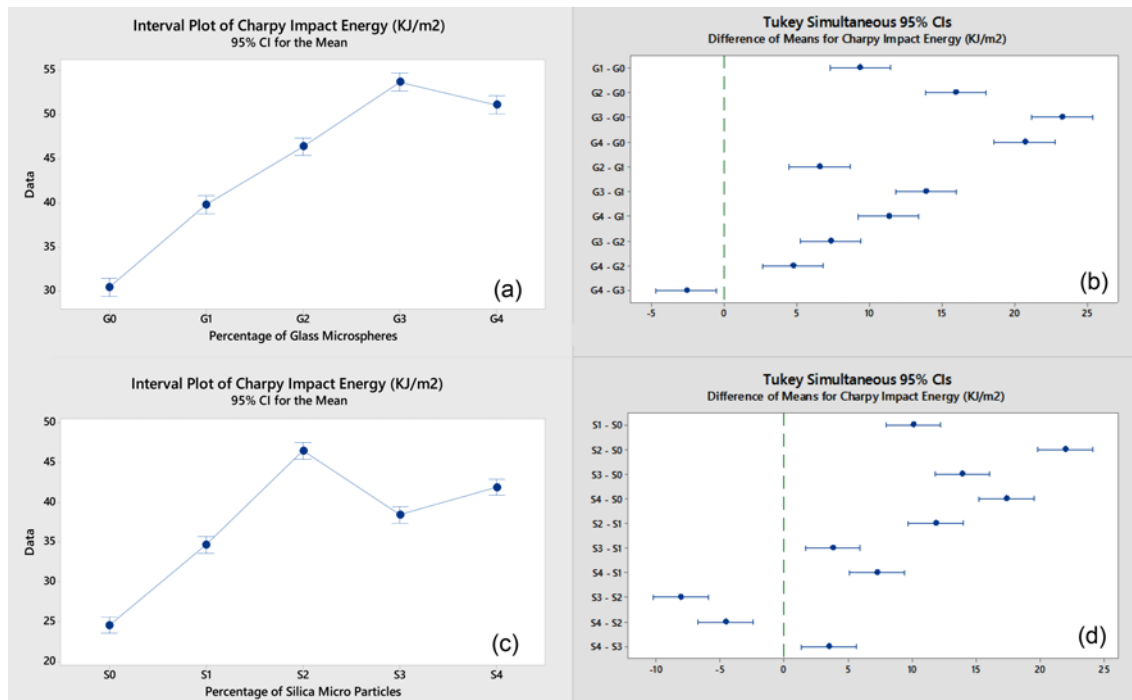 Interval Plot of Charpy Impact Energy (KJ/m2)
95% CI for the Mean
55
50
45
40
35
30
Data
G0 G1 G2 G3 G4
Percentage of Glass Microspheres
(a)
Tukey Simultaneous 95% CIs
Difference of Means for Charpy Impact Energy (KJ/m2)
G1 - G0
G2 - G0
G3 - G0
G4 - G0
G2 - G1
G3 - G1
G4 - G1
G3 - G2
G4 - G2
G4 - G3
-5 0 5 10 15 20 25
(b)
Interval Plot of Charpy Impact Energy (KJ/m2)
95% CI for the Mean
50
45
40
35
30
25
20
Data
S0 S1 S2 S3 S4
Percentage of Silica Micro Particles
(c)
Tukey Simultaneous 95% CIs
Difference of Means for Charpy Impact Energy (KJ/m2)
S1 - S0
S2 - S0
S3 - S0
S4 - S0
S2 - S1
S3 - S1
S4 - S1
S3 - S2
S4 - S2
S4 - S3
-10 -5 0 5 10 15 20 25
(d)